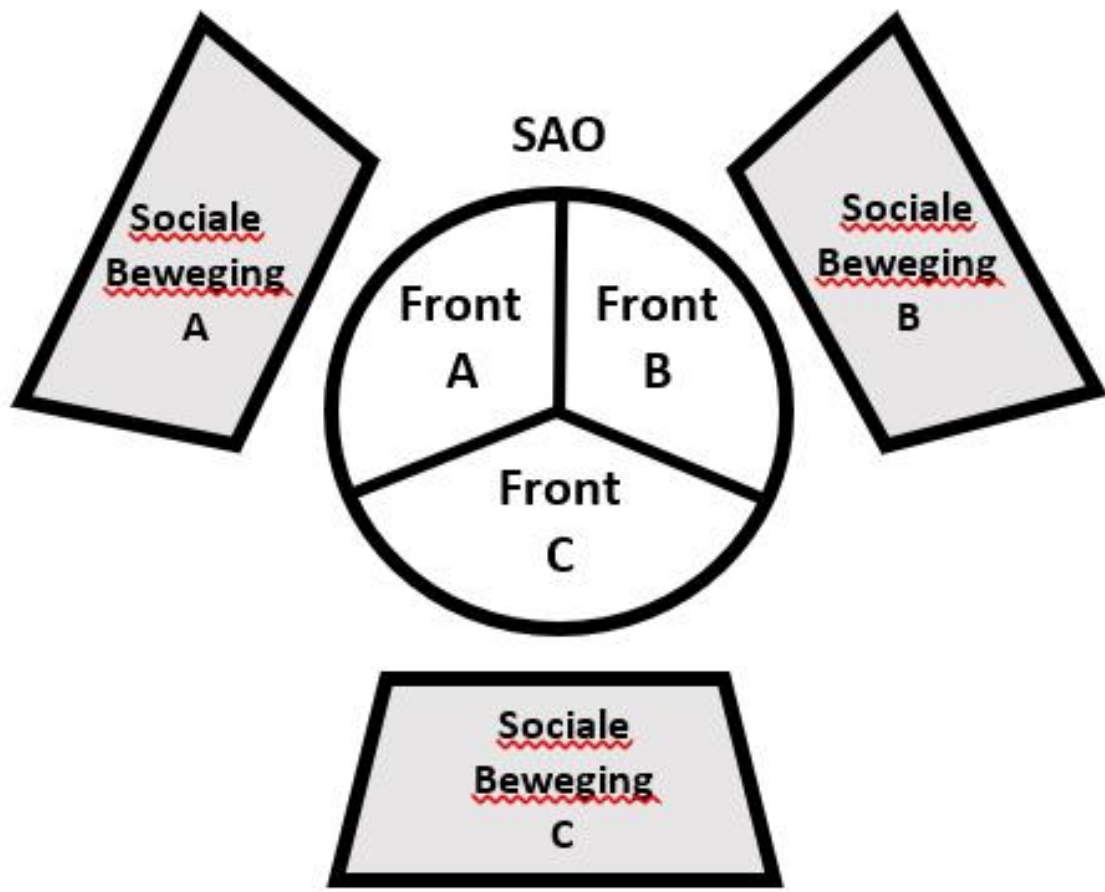 SAO
Sociale
Beweging
A
Front
A
Front
B
Sociale
Beweging
B
Front
C
Sociale
Beweging
C